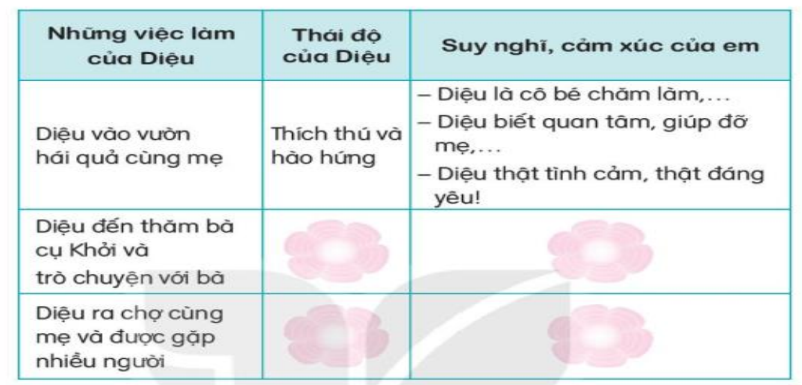 Những việc làm
của Diệu
Thái độ
của Diệu
Suy nghĩ, cảm xúc của em
Diệu vào vườn
hái quả cùng mẹ
Thích thú và
hào hứng
– Diệu là cô bé chăm làm,...
– Diệu biết quan tâm, giúp đỡ
mẹ,...
– Diệu thật tình cảm, thật đáng
yêu!
Diệu đến thăm bà
cụ Khởi và
trò chuyện với bà
Diệu ra chợ cùng
mẹ và được gặp
nhiều người